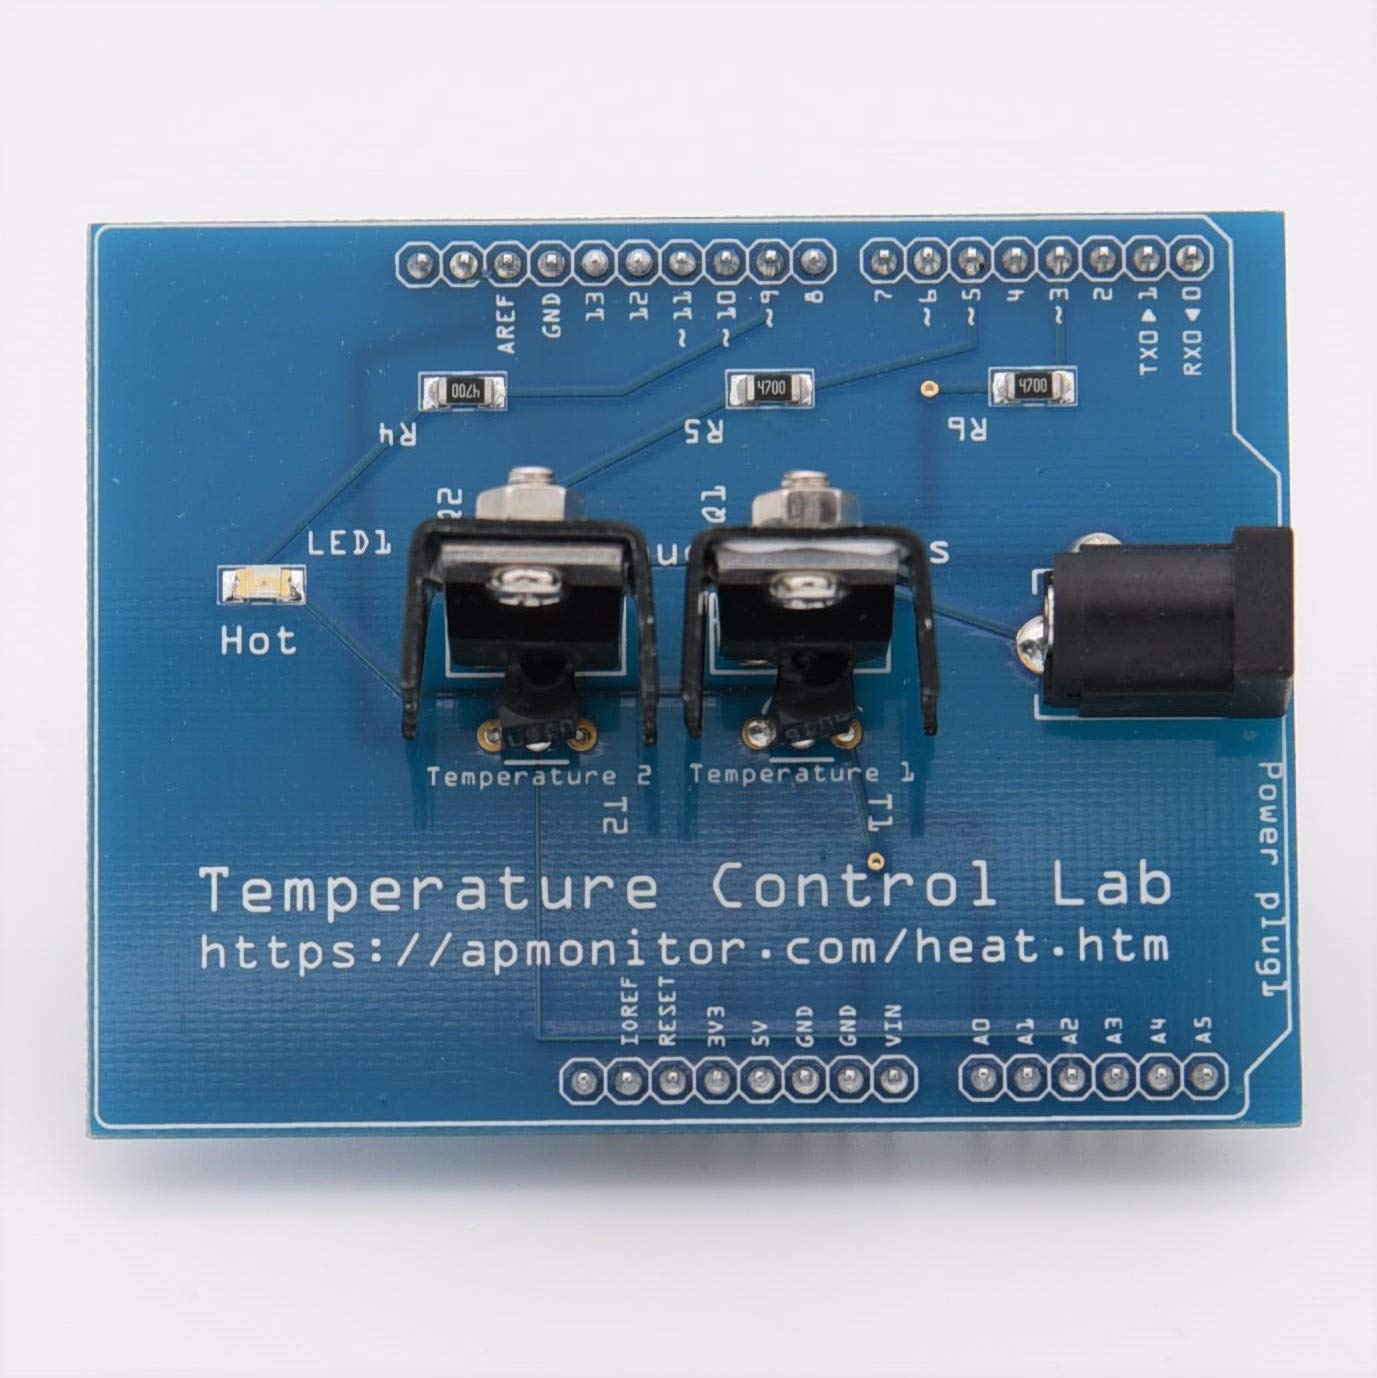 AREF
GND
13
12
~11
~10
~9
8
7
~6
~5
4
~3
2
TX0▶1
RX0◀0
4700
4700
4700
R4
R5
R6
Q2
Q1
LED1
Hot
s
Temperature 2
Temperature 1
T2
T1
Power plug1
Temperature Control Lab
https://apmonitor.com/heat.htm
IOREF
RESET
3V3
5V
GND
GND
VIN
A0
A1
A2
A3
A4
A5